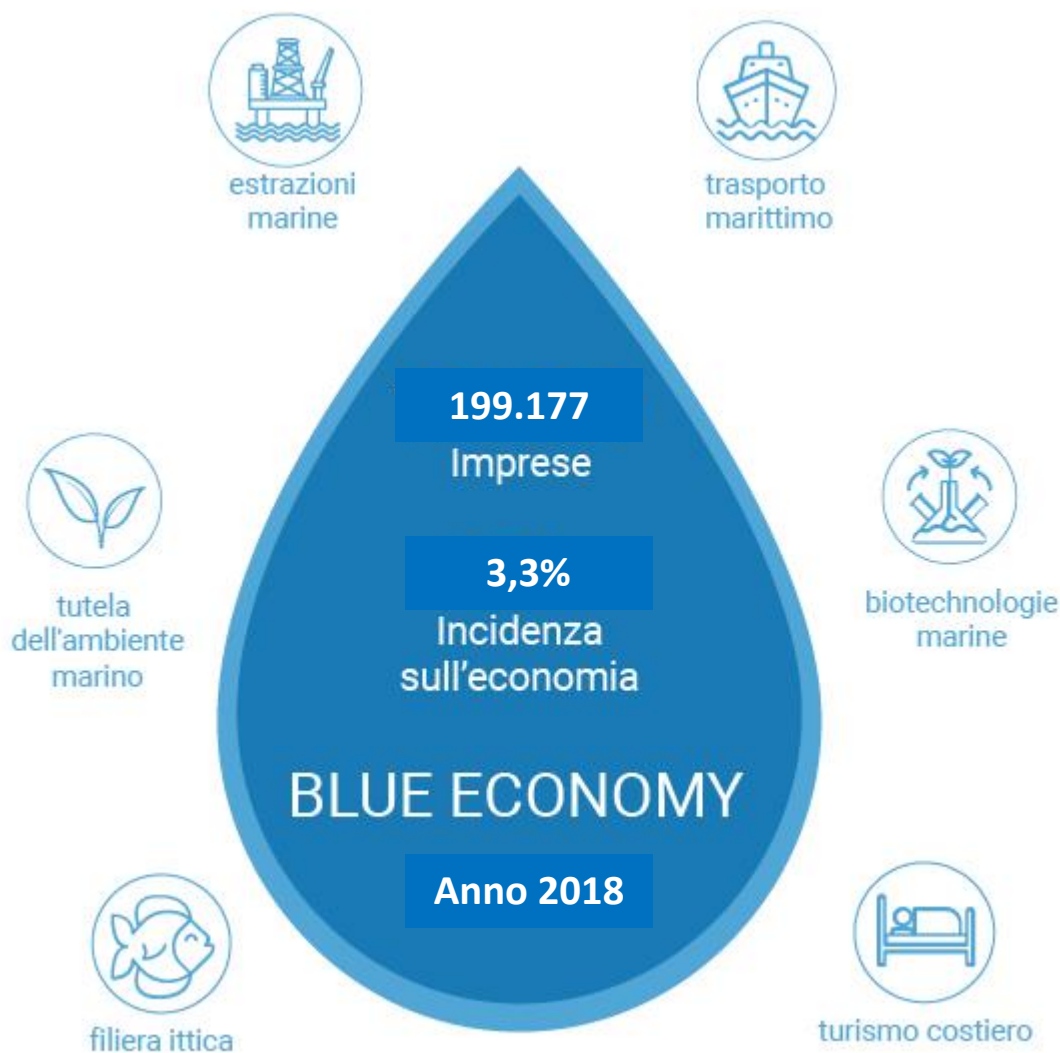 estrazioni
marine
trasporto
marittimo
199.177
Imprese
3,3%
Incidenza
sull'economia
tutela
dell'ambiente
marino
biotechnologie
marine
BLUE ECONOMY
Anno 2018
filiera ittica
turismo costiero